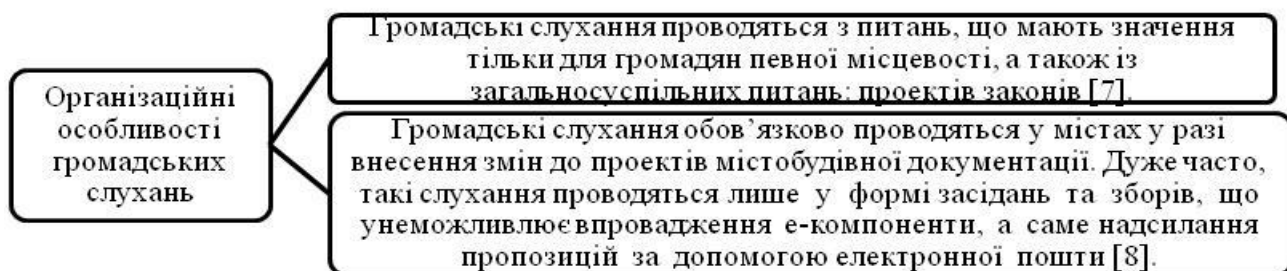 Організаційні
особливості
громадських
слухань
Громадські слухання проводяться з питань, що мають значення
тільки для громадян певної місцевості, а також із
загальносуспільних питань: проектів законів [7].
Громадські слухання обов’язково проводяться у містах у разі
внесення змін до проектів містобудівної документації. Дуже часто,
такі слухання проводяться лише у формі засідань та зборів, що
унеможливлює впровадження е-компоненти, а саме надсилання
пропозицій за допомогою електронної пошти [8].